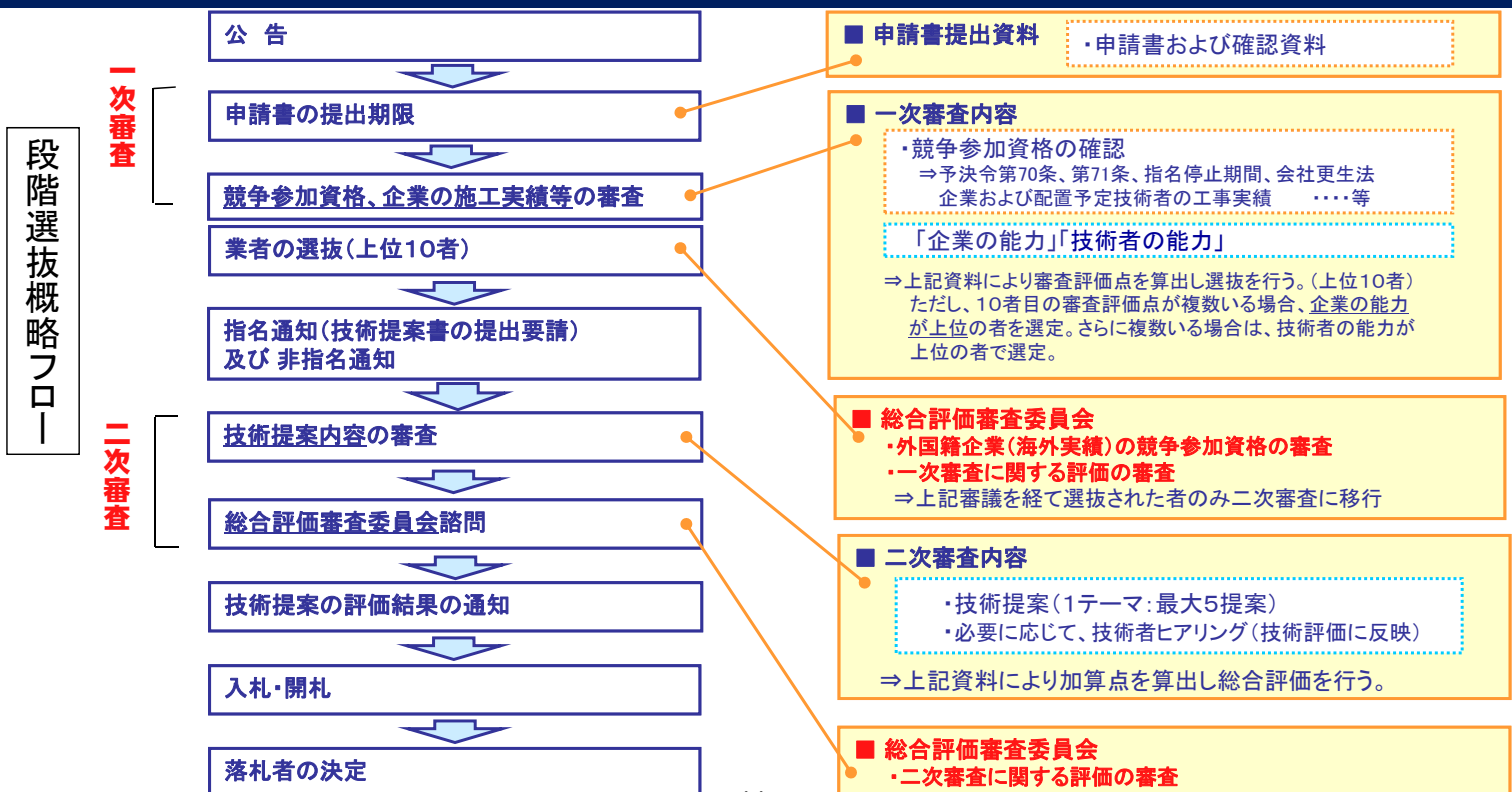 段階選抜概略フロー
一次審査
二次審査
公 告
申請書の提出期限
競争参加資格、企業の施工実績等の審査
業者の選抜(上位10者)
指名通知(技術提案書の提出要請)
及び 非指名通知
技術提案内容の審査
総合評価審査委員会諮問
技術提案の評価結果の通知
入札・開札
落札者の決定
■ 申請書提出資料
・申請書および確認資料
■ 一次審査内容
・競争参加資格の確認
⇒予決令第70条、第71条、指名停止期間、会社更生法
企業および配置予定技術者の工事実績 ・・・・等
「企業の能力」「技術者の能力」
⇒上記資料により審査評価点を算出し選抜を行う。(上位10者)
ただし、10者目の審査評価点が複数いる場合、企業の能力
が上位の者を選定。さらに複数いる場合は、技術者の能力が
上位の者で選定。
■ 総合評価審査委員会
・外国籍企業(海外実績)の競争参加資格の審査
・一次審査に関する評価の審査
⇒上記審議を経て選抜された者のみ二次審査に移行
■ 二次審査内容
・技術提案(1テーマ:最大5提案)
・必要に応じて、技術者ヒアリング(技術評価に反映)
⇒上記資料により加算点を算出し総合評価を行う。
■ 総合評価審査委員会
・二次審査に関する評価の審査